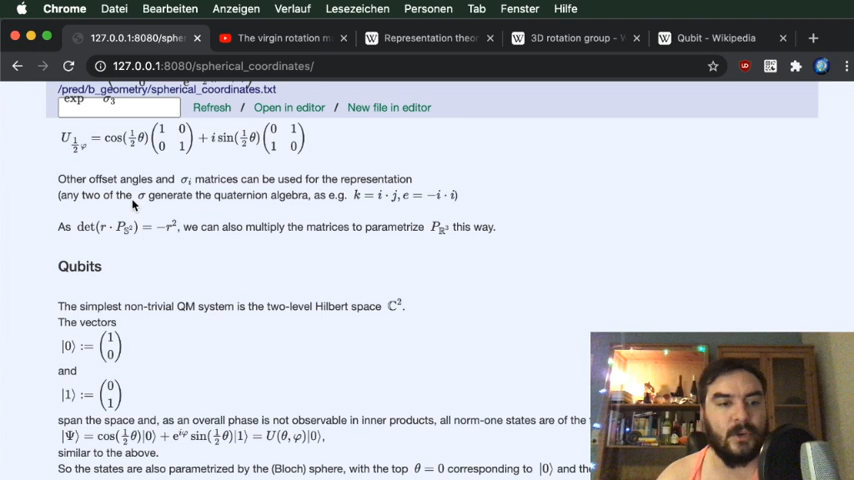 Chrome Datei Bearbeiten Anzeigen Verlauf Lesezeichen Personen Tab Fenster Hilfe
127.0.0.1:8080/spher
The virgin rotation m
Representation theo
3D rotation group - W
Qubit - Wikipedia
127.0.0.1:8080/spherical_coordinates/
/pred/b_geometry/spherical_coordinates.txt
exp σ₃
Refresh / Open in editor / New file in editor
U_{½φ} = cos(½θ) (1 0; 0 1) + i sin(½θ) (0 1; 1 0)
Other offset angles and σᵢ matrices can be used for the representation
(any two of the σ generate the quaternion algebra, as e.g. k = i · j, e = −i · i)
As det(r · P_{𝕊²}) = −r², we can also multiply the matrices to parametrize P_{ℝ³} this way.
Qubits
The simplest non-trivial QM system is the two-level Hilbert space ℂ².
The vectors
|0⟩ := (1; 0)
and
|1⟩ := (0; 1)
span the space and, as an overall phase is not observable in inner products, all norm-one states are of the
|Ψ⟩ = cos(½θ)|0⟩ + e^{iφ} sin(½θ)|1⟩ = U(θ, φ)|0⟩,
similar to the above.
So the states are also parametrized by the (Bloch) sphere, with the top θ = 0 corresponding to |0⟩ and the